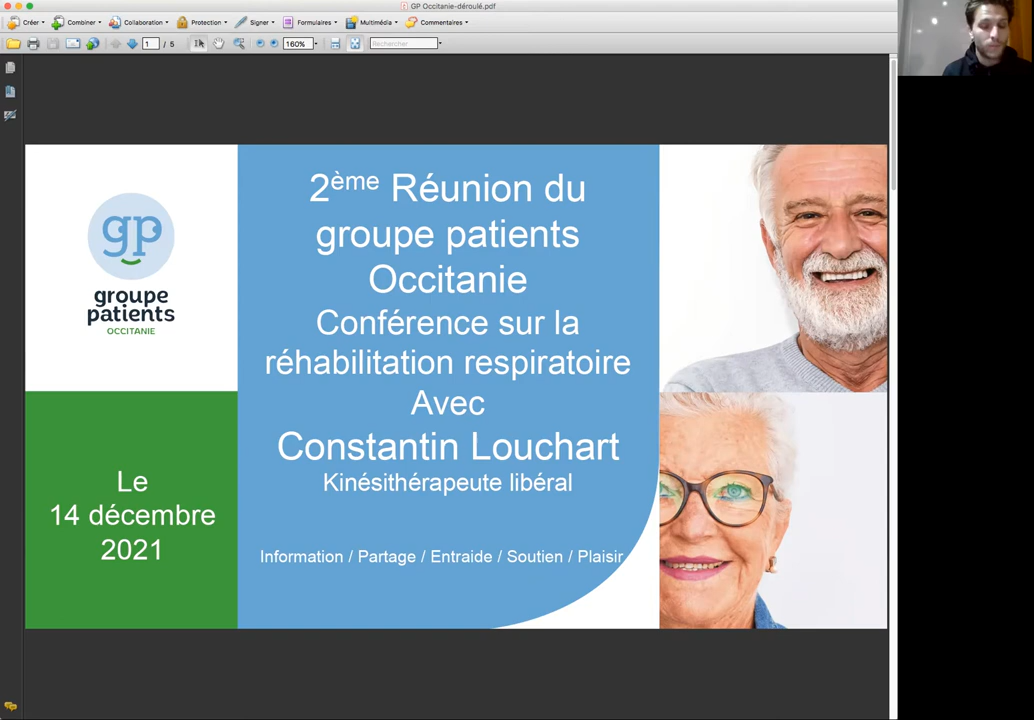 GP Occitanie-déroulé.pdf
Créer
Combiner
Collaboration
Protection
Signer
Formulaires
Multimédia
Commentaires
1 / 5
160%
Rechercher
gp
groupe
patients
OCCITANIE
Le
14 décembre
2021
2ème Réunion du
groupe patients
Occitanie
Conférence sur la
réhabilitation respiratoire
Avec
Constantin Louchart
Kinésithérapeute libéral
Information / Partage / Entraide / Soutien / Plaisir